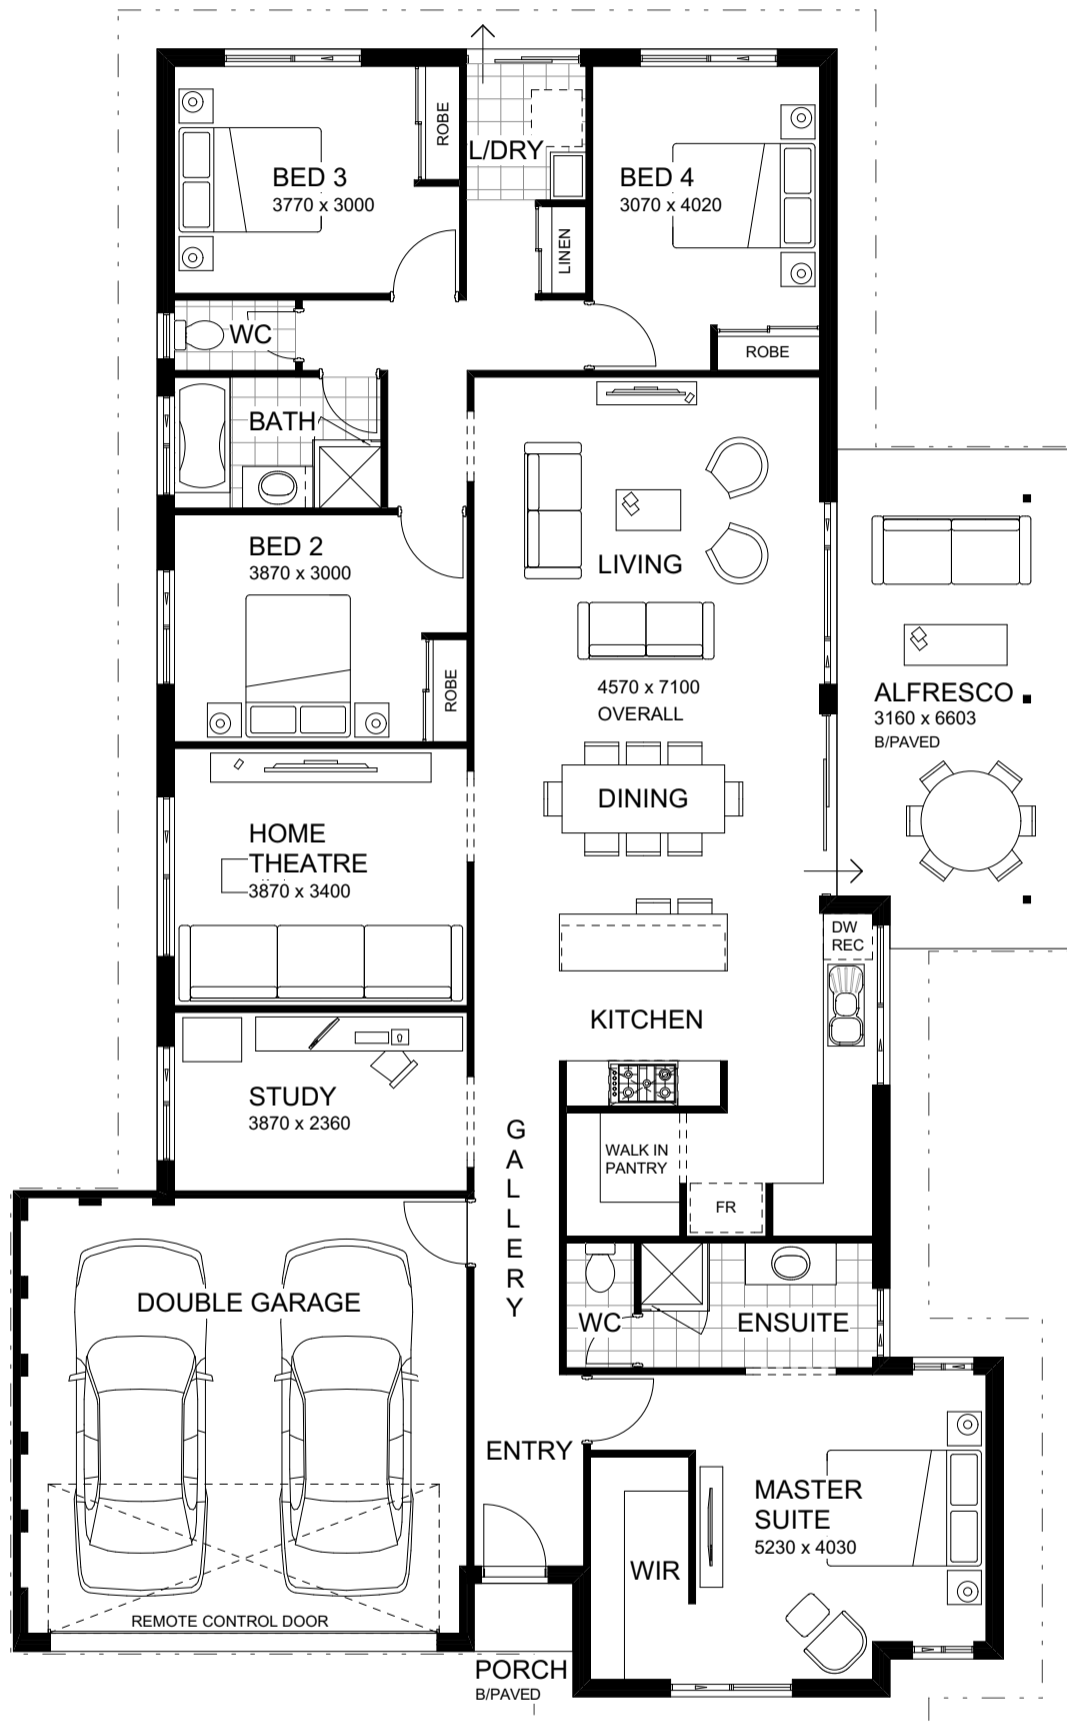 ROBE
L/DRY
BED 3
3770 x 3000
BED 4
3070 x 4020
LINEN
WC
ROBE
BATH
BED 2
3870 x 3000
LIVING
ROBE
4570 x 7100
OVERALL
ALFRESCO
3160 x 6603
B/PAVED
DINING
HOME
THEATRE
3870 x 3400
DW
REC
KITCHEN
STUDY
3870 x 2360
GALLERY
WALK IN
PANTRY
FR
DOUBLE GARAGE
WC
ENSUITE
ENTRY
MASTER
SUITE
5230 x 4030
WIR
REMOTE CONTROL DOOR
PORCH
B/PAVED